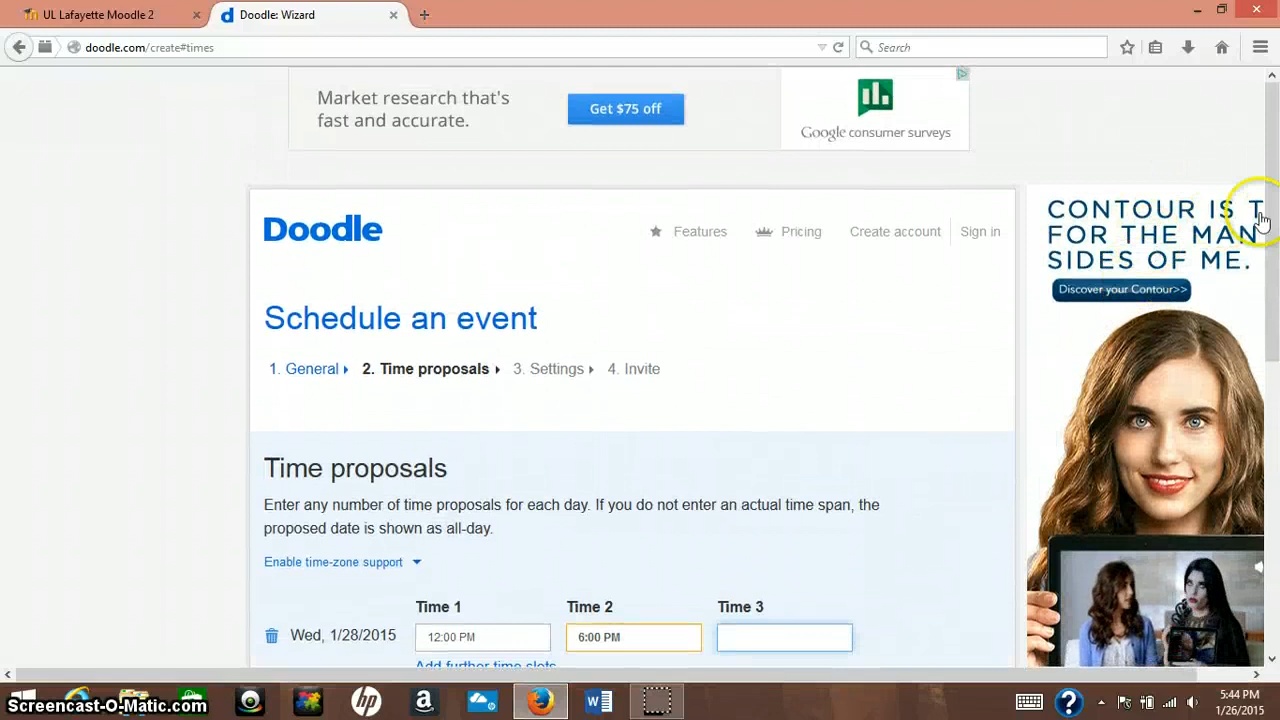 UL Lafayette Moodle 2
Doodle: Wizard
doodle.com/create#times
Search
Market research that's
fast and accurate.
Get $75 off
Google consumer surveys
Doodle
Features
Pricing
Create account
Sign in
CONTOUR IS T
FOR THE MAN
SIDES OF ME.
Discover your Contour>>
Schedule an event
1. General
2. Time proposals
3. Settings
4. Invite
Time proposals
Enter any number of time proposals for each day. If you do not enter an actual time span, the
proposed date is shown as all-day.
Enable time-zone support
Time 1
Time 2
Time 3
Wed, 1/28/2015
12:00 PM
6:00 PM
Add further time slots
Screencast-O-Matic.com
5:44 PM
1/26/2015